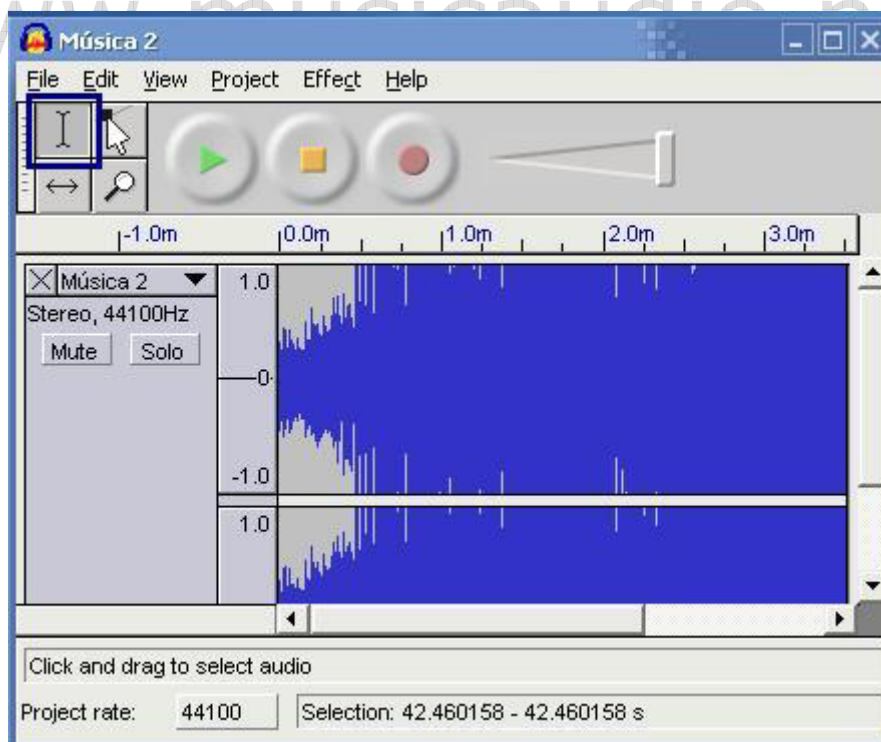 www.musicaudio.n
Música 2
File Edit View Project Effect Help
-1.0m 0.0m 1.0m 2.0m 3.0m
Música 2 1.0
Stereo, 44100Hz
Mute Solo
0
-1.0
1.0
Click and drag to select audio
Project rate: 44100 Selection: 42.460158 - 42.460158 s